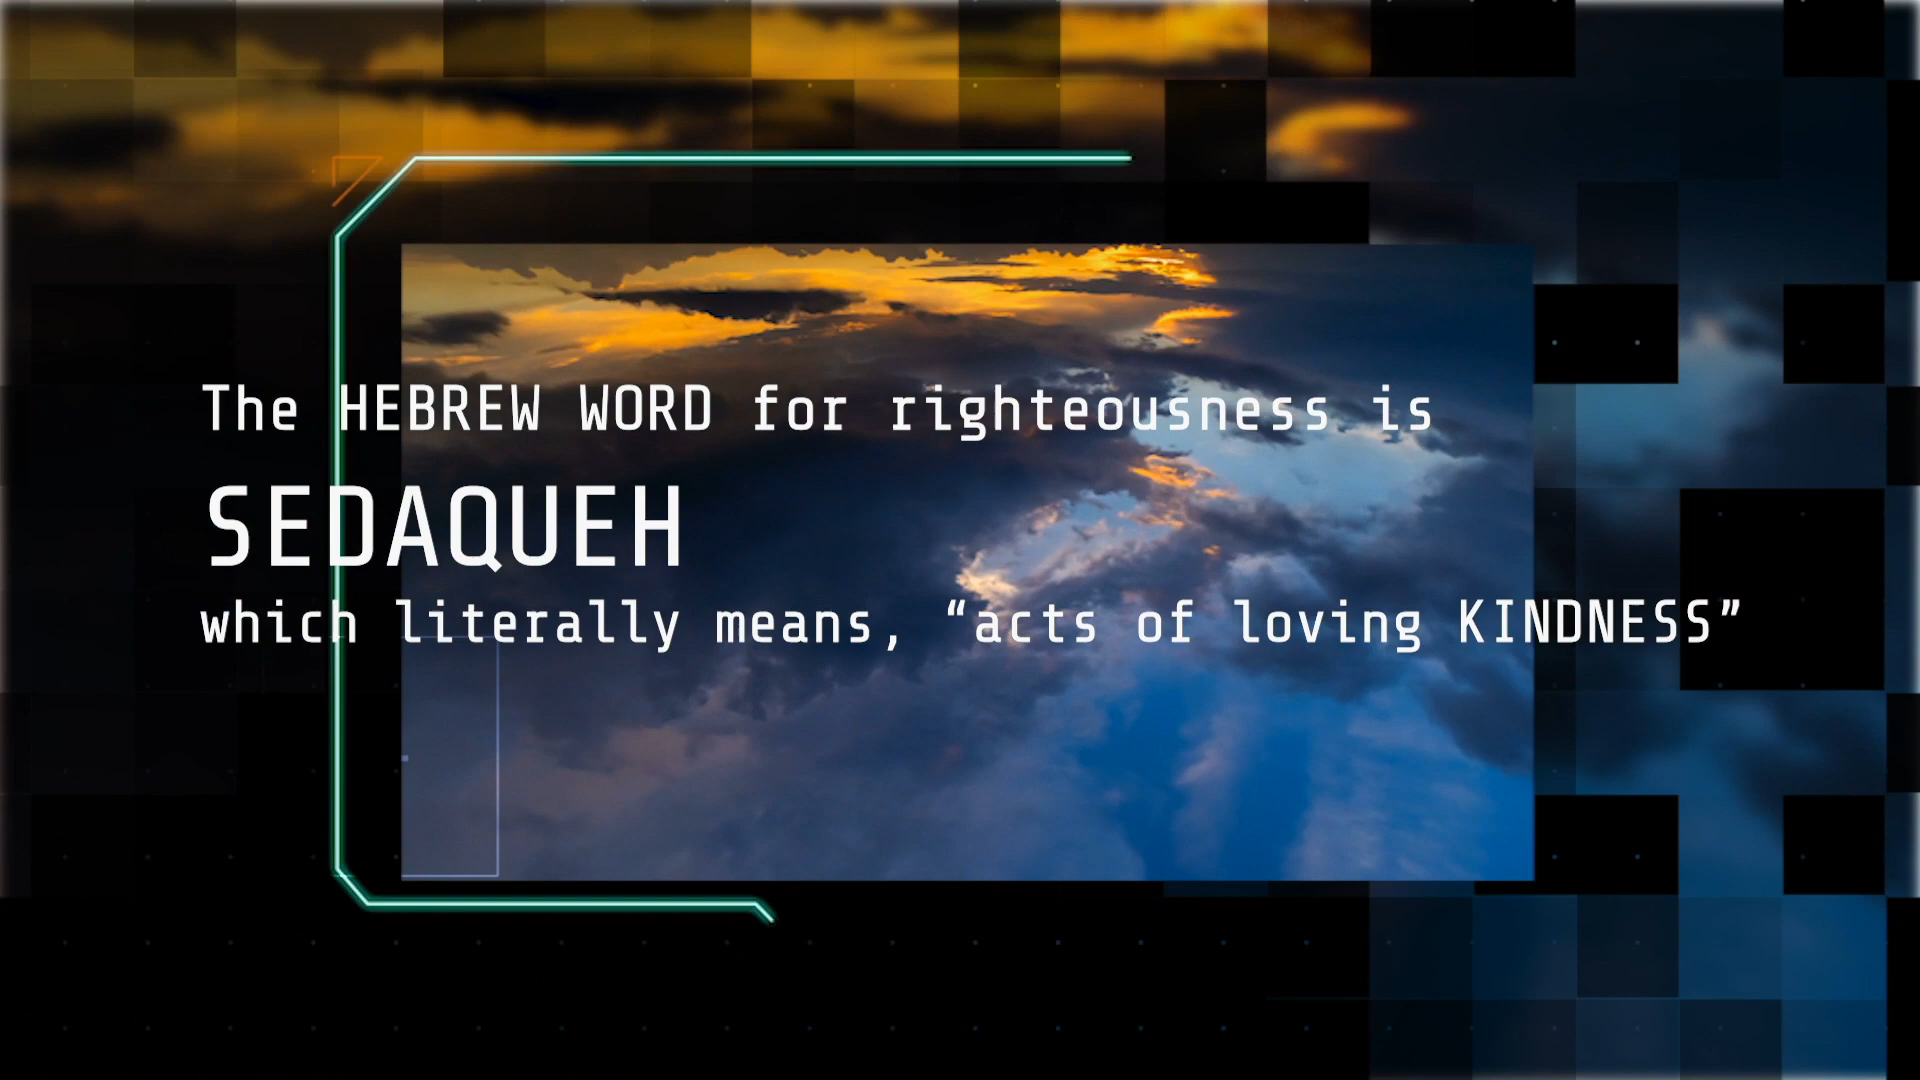 The HEBREW WORD for righteousness is
SEDAQUEH
which literally means, “acts of loving KINDNESS”